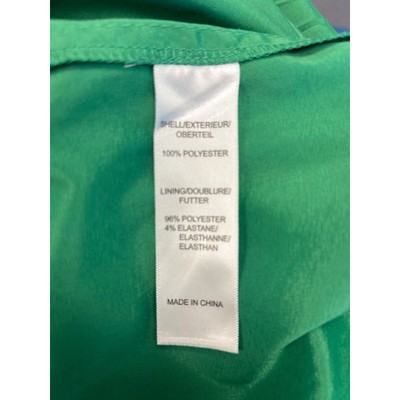 SHELL/EXTERIEUR/
OBERTEIL
100% POLYESTER
LINING/DOUBLURE/
FUTTER
96% POLYESTER
4% ELASTANE/
ELASTHANNE/
ELASTHAN
MADE IN CHINA